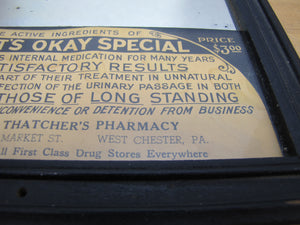 E ACTIVE INGREDIENTS OF
T'S OKAY SPECIAL
PRICE
$3.00
S INTERNAL MEDICATION FOR MANY YEARS
ATISFACTORY RESULTS
ART OF THEIR TREATMENT IN UNNATURAL
FECTION OF THE URINARY PASSAGE IN BOTH
THOSE OF LONG STANDING
CONVENIENCE OR DETENTION FROM BUSINESS
THATCHER'S PHARMACY
MARKET ST. WEST CHESTER, PA.
All First Class Drug Stores Everywhere